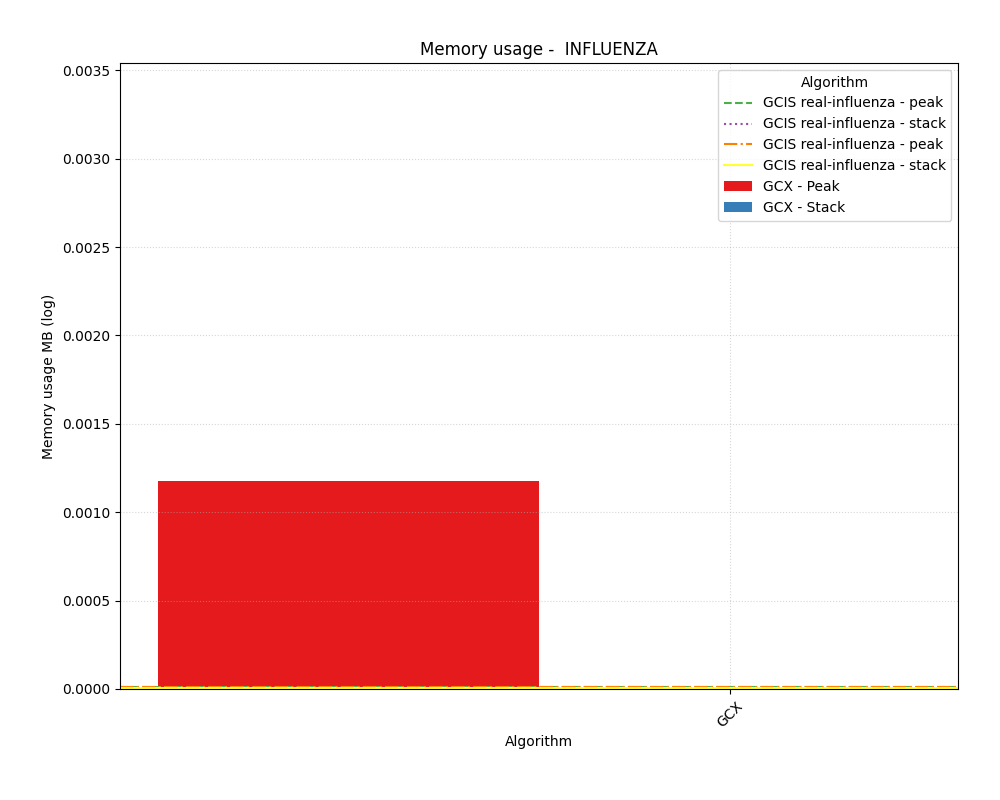 Memory usage -  INFLUENZA
0.0035
0.0030
0.0025
0.0020
0.0015
0.0010
0.0005
0.0000
Memory usage MB (log)
Algorithm
GCIS real-influenza - peak
GCIS real-influenza - stack
GCIS real-influenza - peak
GCIS real-influenza - stack
GCX - Peak
GCX - Stack
GCX
Algorithm